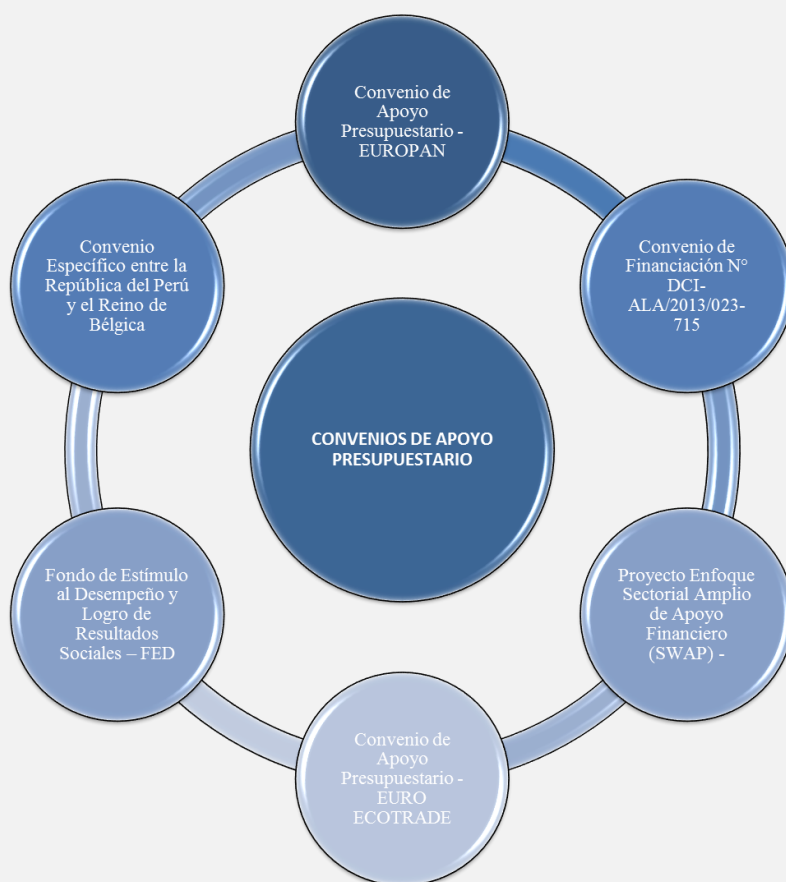 Convenio de
Apoyo
Presupuestario -
EUROPAN
Convenio
Específico entre la
República del Perú
y el Reino de
Bélgica
Convenio de
Financiación N°
DCI-
ALA/2013/023-
715
CONVENIOS DE APOYO
PRESUPUESTARIO
Fondo de Estímulo
al Desempeño y
Logro de
Resultados
Sociales – FED
Proyecto Enfoque
Sectorial Amplio
de Apoyo
Financiero
(SWAP) -
Convenio de
Apoyo
Presupuestario -
EURO
ECOTRADE